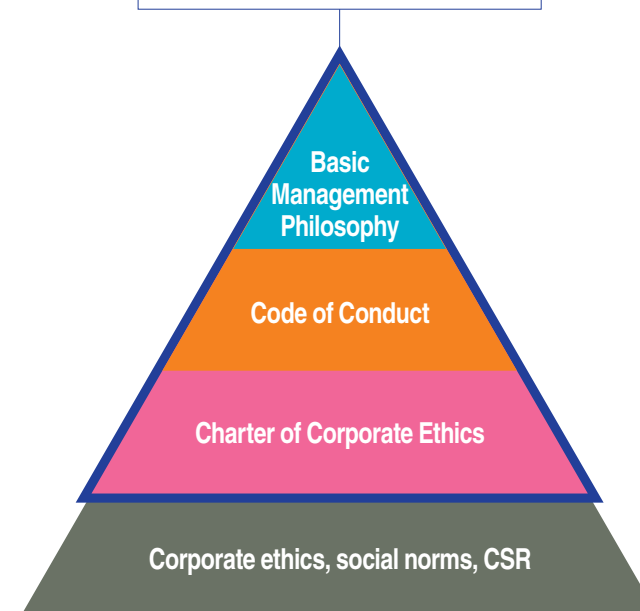 Basic
Management
Philosophy
Code of Conduct
Charter of Corporate Ethics
Corporate ethics, social norms, CSR